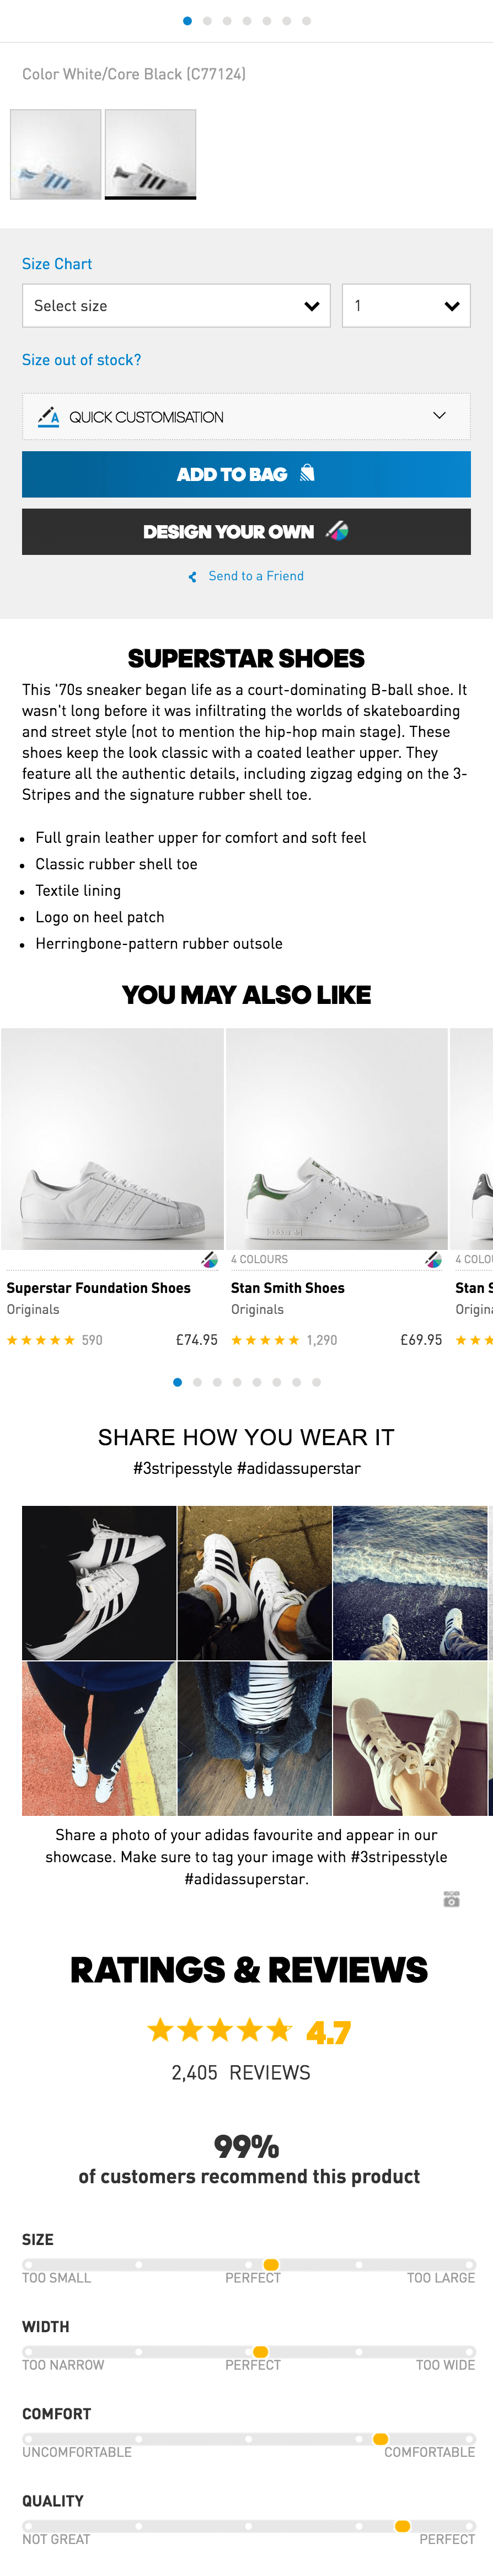 Color White/Core Black (C77124)
Size Chart
Select size
1
Size out of stock?
QUICK CUSTOMISATION
ADD TO BAG
DESIGN YOUR OWN
Send to a Friend
SUPERSTAR SHOES
This '70s sneaker began life as a court-dominating B-ball shoe. It
wasn't long before it was infiltrating the worlds of skateboarding
and street style (not to mention the hip-hop main stage). These
shoes keep the look classic with a coated leather upper. They
feature all the authentic details, including zigzag edging on the 3-
Stripes and the signature rubber shell toe.
• Full grain leather upper for comfort and soft feel
• Classic rubber shell toe
• Textile lining
• Logo on heel patch
• Herringbone-pattern rubber outsole
YOU MAY ALSO LIKE
4 COLOURS
4 COLO
Superstar Foundation Shoes
Stan Smith Shoes
Stan S
Originals
Originals
Origin
590 £74.95
1,290 £69.95
SHARE HOW YOU WEAR IT
#3stripesstyle #adidassuperstar
Share a photo of your adidas favourite and appear in our
showcase. Make sure to tag your image with #3stripesstyle
#adidassuperstar.
RATINGS & REVIEWS
4.7
2,405 REVIEWS
99%
of customers recommend this product
SIZE
TOO SMALL PERFECT TOO LARGE
WIDTH
TOO NARROW PERFECT TOO WIDE
COMFORT
UNCOMFORTABLE COMFORTABLE
QUALITY
NOT GREAT PERFECT